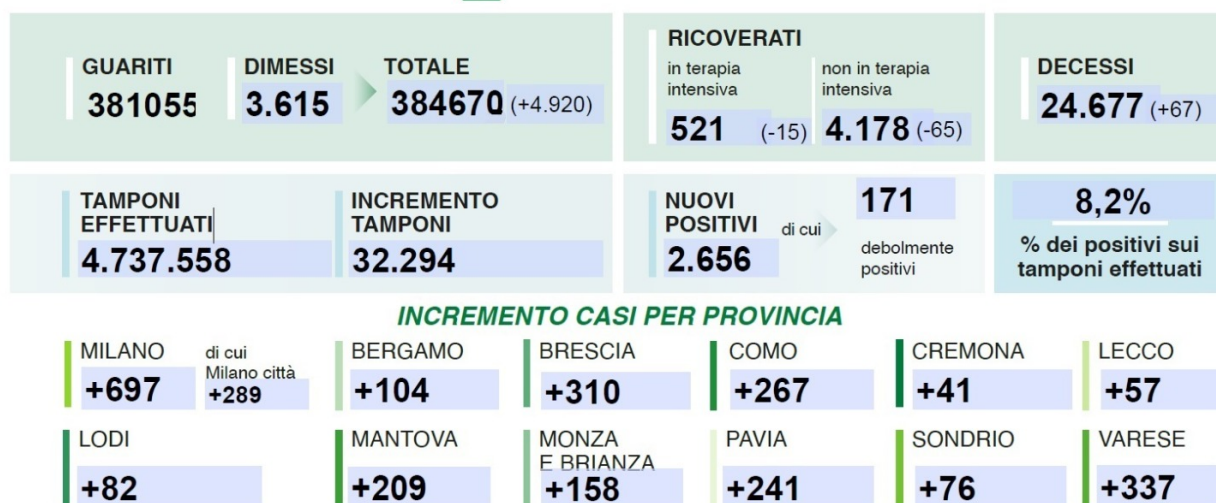 GUARITI
381055
DIMESSI
3.615
TOTALE
384670 (+4.920)
RICOVERATI
in terapia
intensiva
521 (-15)
non in terapia
intensiva
4.178 (-65)
DECESSI
24.677 (+67)
TAMPONI
EFFETTUATI
4.737.558
INCREMENTO
TAMPONI
32.294
NUOVI
POSITIVI
2.656
di cui
171
debolmente
positivi
8,2%
% dei positivi sui
tamponi effettuati
INCREMENTO CASI PER PROVINCIA
MILANO
+697
di cui
Milano città
+289
BERGAMO
+104
BRESCIA
+310
COMO
+267
CREMONA
+41
LECCO
+57
LODI
+82
MANTOVA
+209
MONZA
E BRIANZA
+158
PAVIA
+241
SONDRIO
+76
VARESE
+337